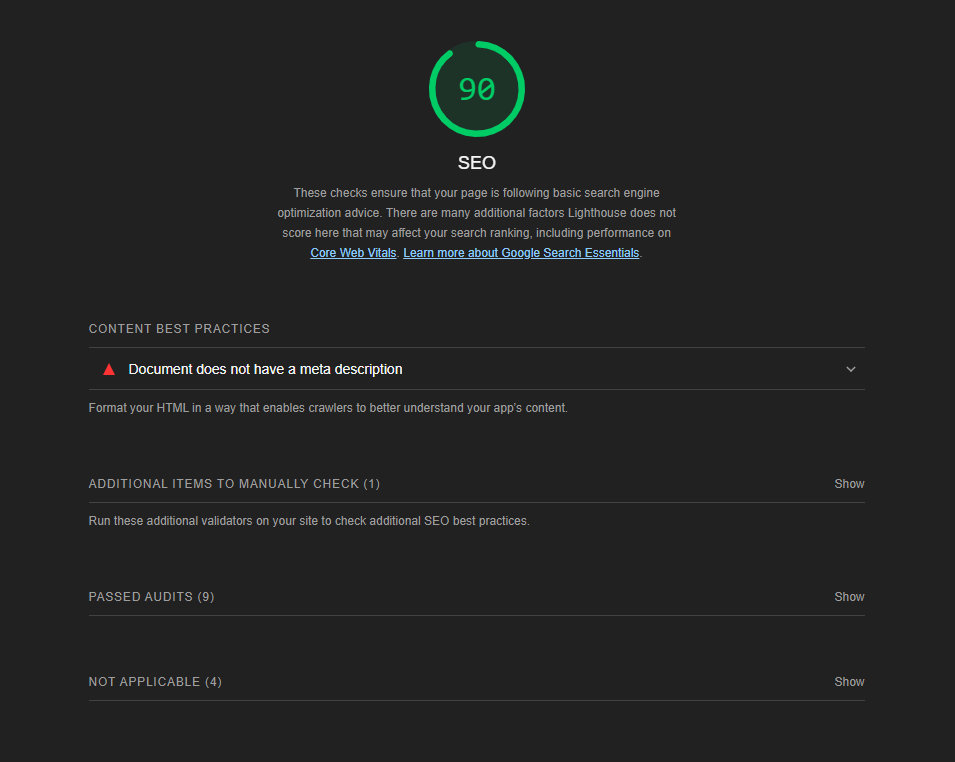 90
SEO
These checks ensure that your page is following basic search engine
optimization advice. There are many additional factors Lighthouse does not
score here that may affect your search ranking, including performance on
Core Web Vitals. Learn more about Google Search Essentials.
CONTENT BEST PRACTICES
Document does not have a meta description
Format your HTML in a way that enables crawlers to better understand your app's content.
ADDITIONAL ITEMS TO MANUALLY CHECK (1) Show
Run these additional validators on your site to check additional SEO best practices.
PASSED AUDITS (9) Show
NOT APPLICABLE (4) Show